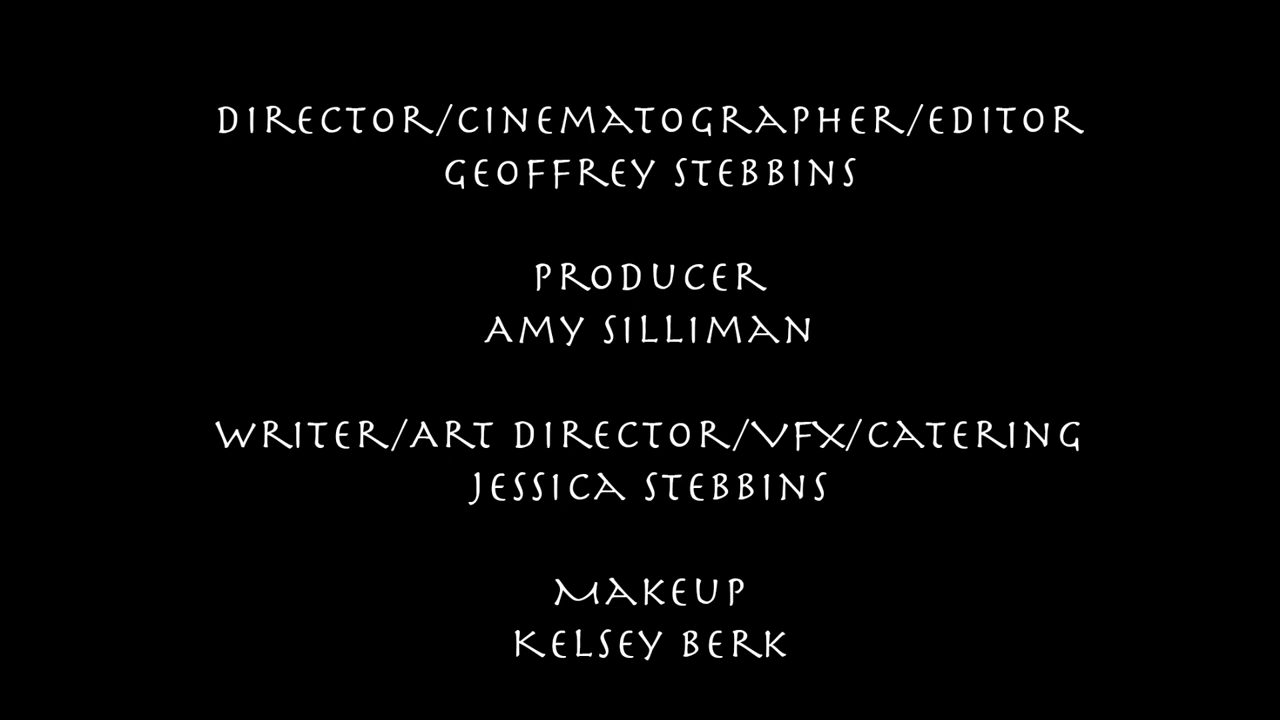 Director/Cinematographer/Editor
Geoffrey Stebbins
Producer
Amy Silliman
Writer/Art Director/VFX/Catering
Jessica Stebbins
Makeup
Kelsey Berk